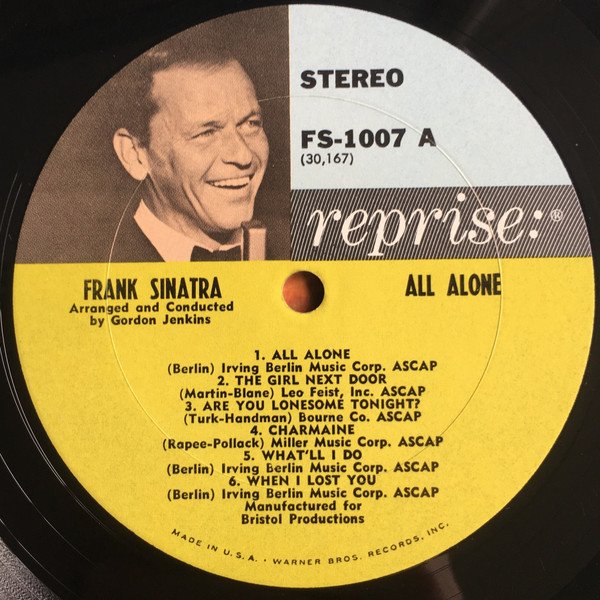 STEREO
FS-1007 A
(30,167)
reprise:®
FRANK SINATRA
Arranged and Conducted
by Gordon Jenkins
ALL ALONE
1. ALL ALONE
(Berlin) Irving Berlin Music Corp. ASCAP
2. THE GIRL NEXT DOOR
(Martin-Blane) Leo Feist, Inc. ASCAP
3. ARE YOU LONESOME TONIGHT?
(Turk-Handman) Bourne Co. ASCAP
4. CHARMAINE
(Rapee-Pollack) Miller Music Corp. ASCAP
5. WHAT'LL I DO
(Berlin) Irving Berlin Music Corp. ASCAP
6. WHEN I LOST YOU
(Berlin) Irving Berlin Music Corp. ASCAP
Manufactured for
Bristol Productions
MADE IN U.S.A. • WARNER BROS. RECORDS, INC.